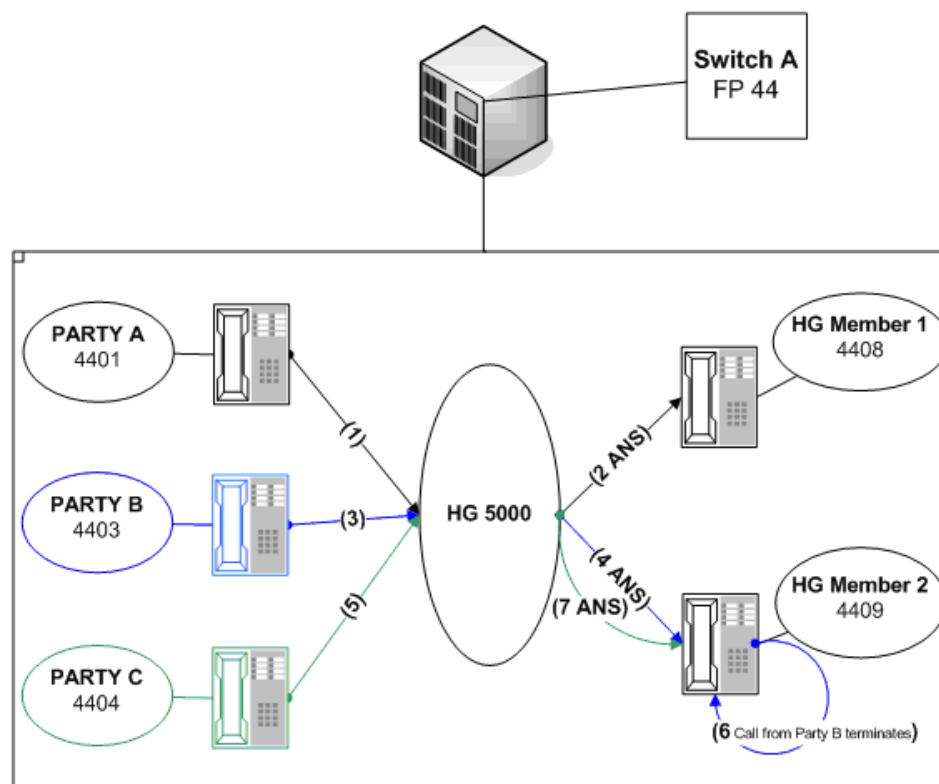 Switch A
FP 44
PARTY A
4401
HG Member 1
4408
(1)
(2 ANS)
PARTY B
4403
(3)
HG 5000
(4 ANS)
(7 ANS)
HG Member 2
4409
(5)
PARTY C
4404
(6 Call from Party B terminates)